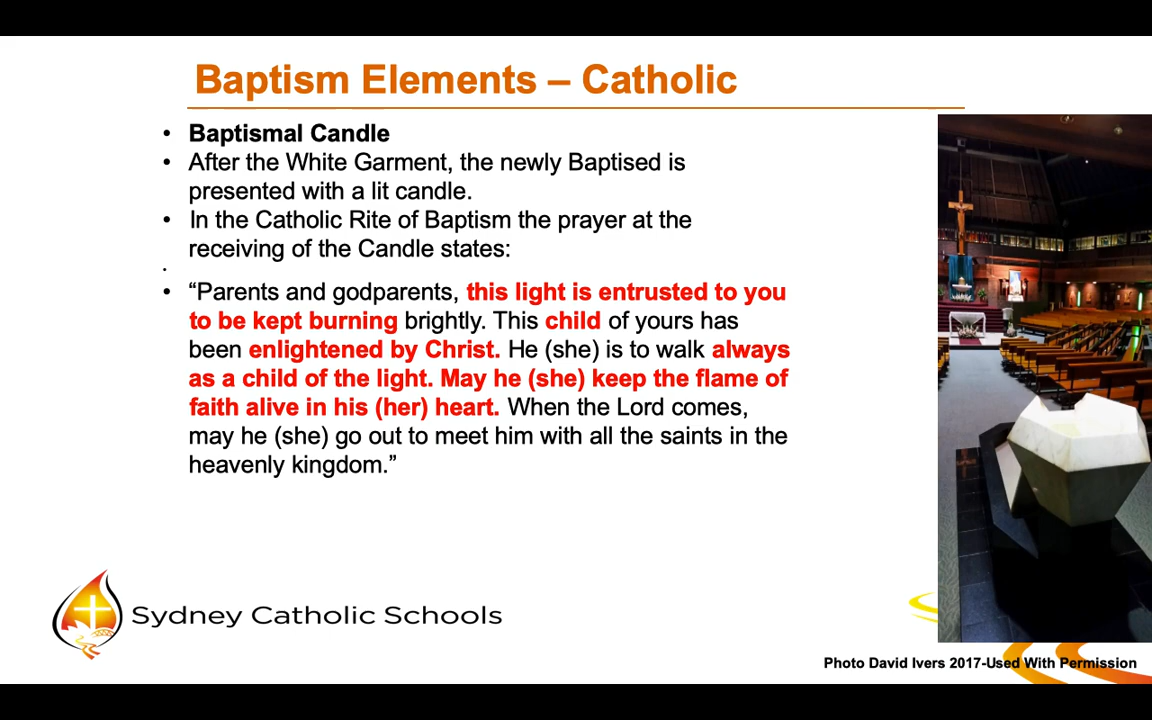 Baptism Elements – Catholic
• Baptismal Candle
• After the White Garment, the newly Baptised is
presented with a lit candle.
• In the Catholic Rite of Baptism the prayer at the
receiving of the Candle states:
•
• “Parents and godparents, this light is entrusted to you
to be kept burning brightly. This child of yours has
been enlightened by Christ. He (she) is to walk always
as a child of the light. May he (she) keep the flame of
faith alive in his (her) heart. When the Lord comes,
may he (she) go out to meet him with all the saints in the
heavenly kingdom.”
Sydney Catholic Schools
Photo David Ivers 2017-Used With Permission